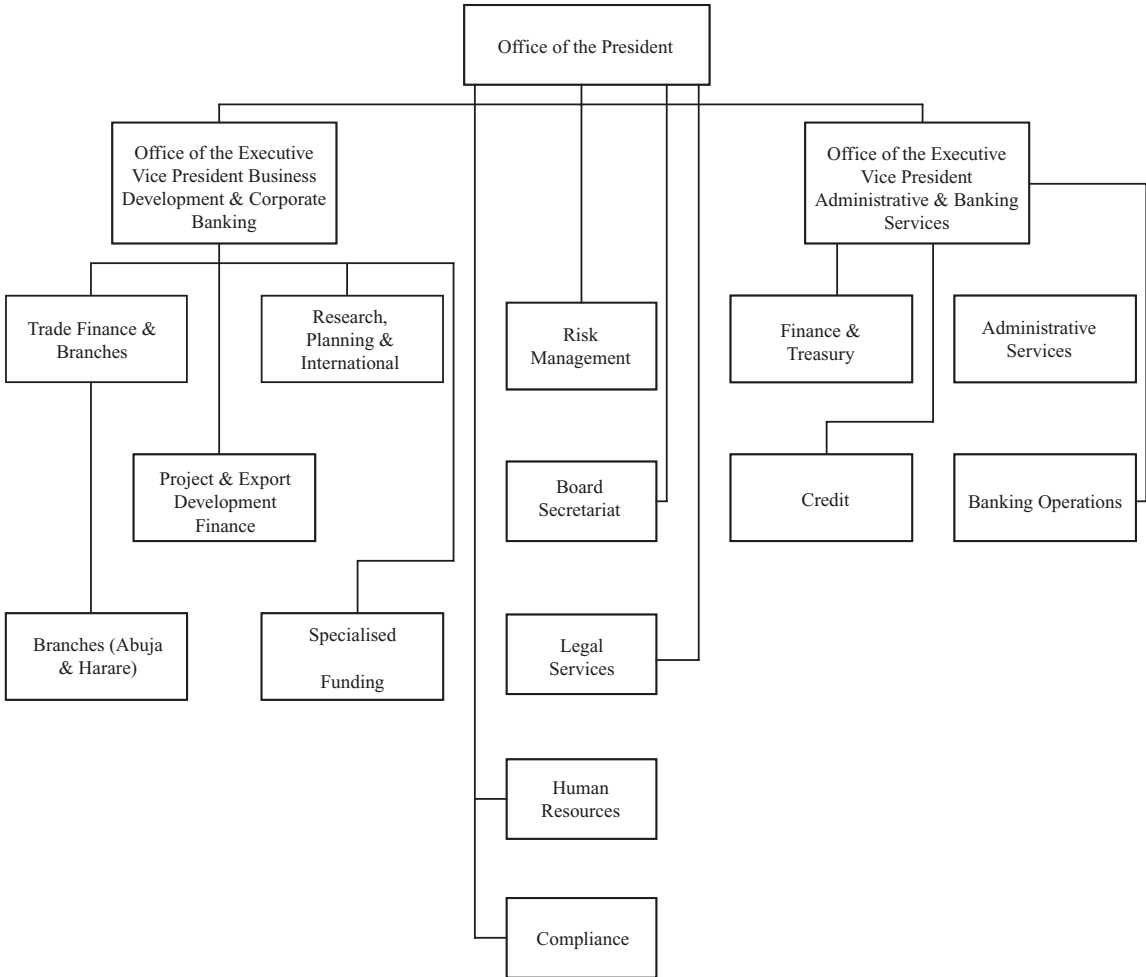 Office of the President
Office of the Executive
Vice President Business
Development & Corporate
Banking
Office of the Executive
Vice President
Administrative & Banking
Services
Trade Finance &
Branches
Research,
Planning &
International
Risk
Management
Finance &
Treasury
Administrative
Services
Project & Export
Development
Finance
Board
Secretariat
Credit
Banking Operations
Branches (Abuja
& Harare)
Specialised
Funding
Legal
Services
Human
Resources
Compliance